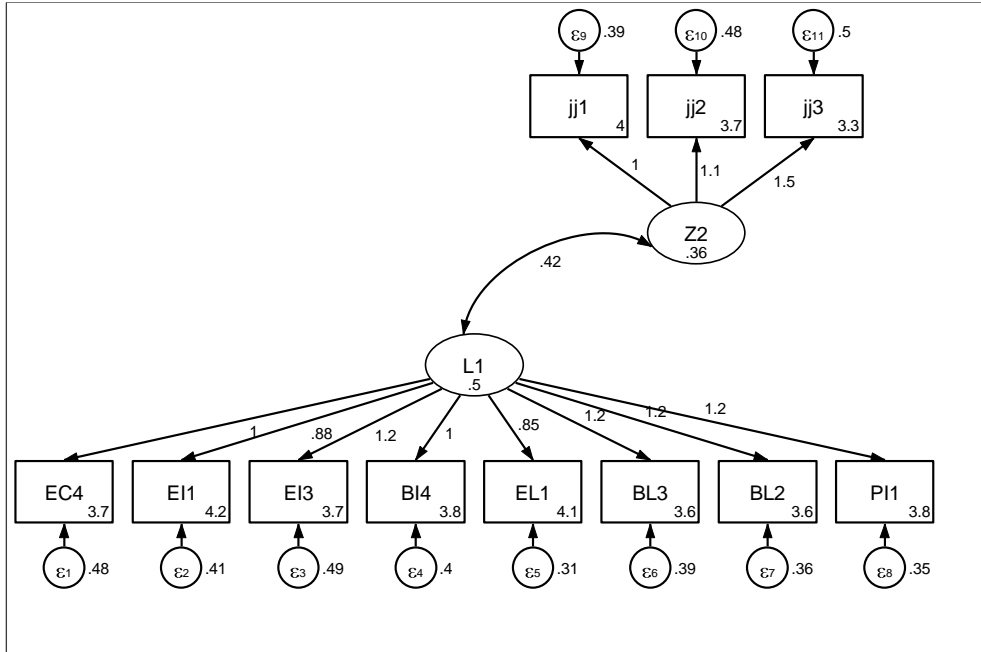 ε9 .39 ε10 .48 ε11 .5
jj1 4 jj2 3.7 jj3 3.3
1 1.1 1.5
Z2
.36
.42
L1
.5
1 .88 1.2 1 .85 1.2 1.2 1.2
EC4 3.7 EI1 4.2 EI3 3.7 BI4 3.8 EL1 4.1 BL3 3.6 BL2 3.6 PI1 3.8
ε1 .48 ε2 .41 ε3 .49 ε4 .4 ε5 .31 ε6 .39 ε7 .36 ε8 .35